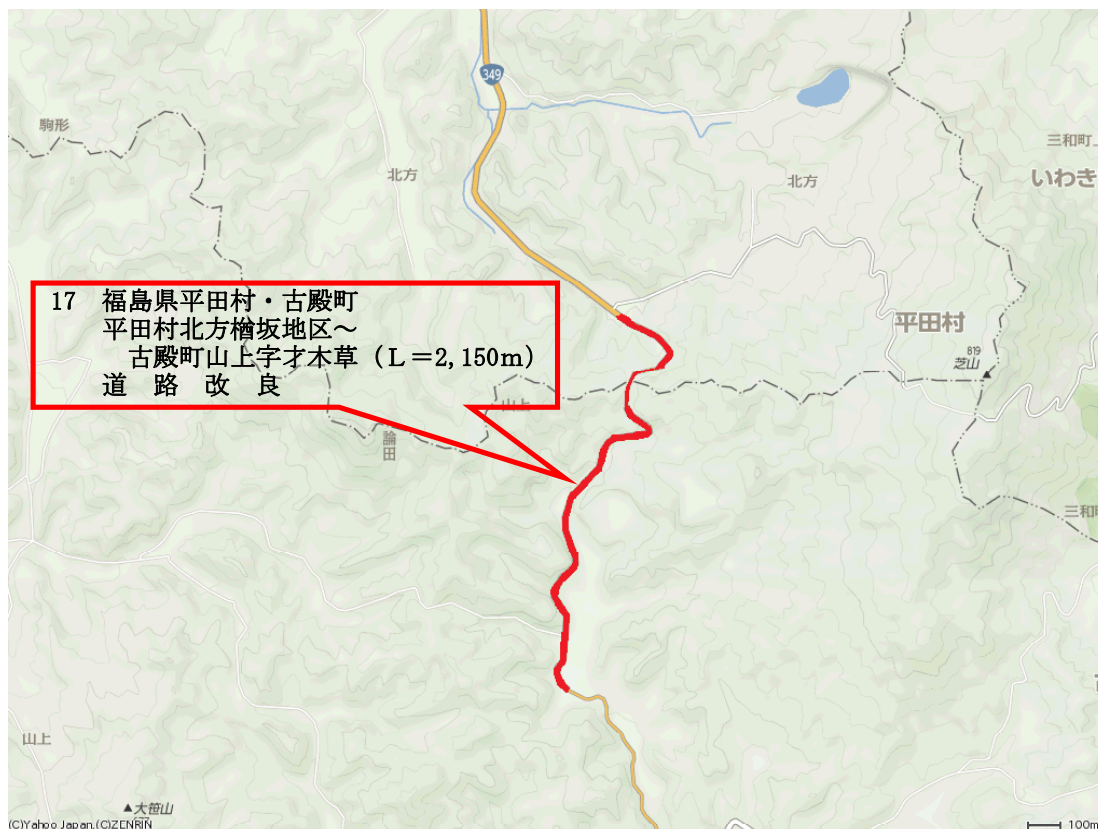 349
駒形
三和町上
北方
北方
いわき
17 福島県平田村・古殿町
平田村北方楢坂地区～
古殿町山上字才木草（L＝2,150m）
道 路 改 良
平田村
819
芝山
山上
論田
三和町
山上
大笹山
(C)Yahoo Japan,(C)ZENRIN
100m